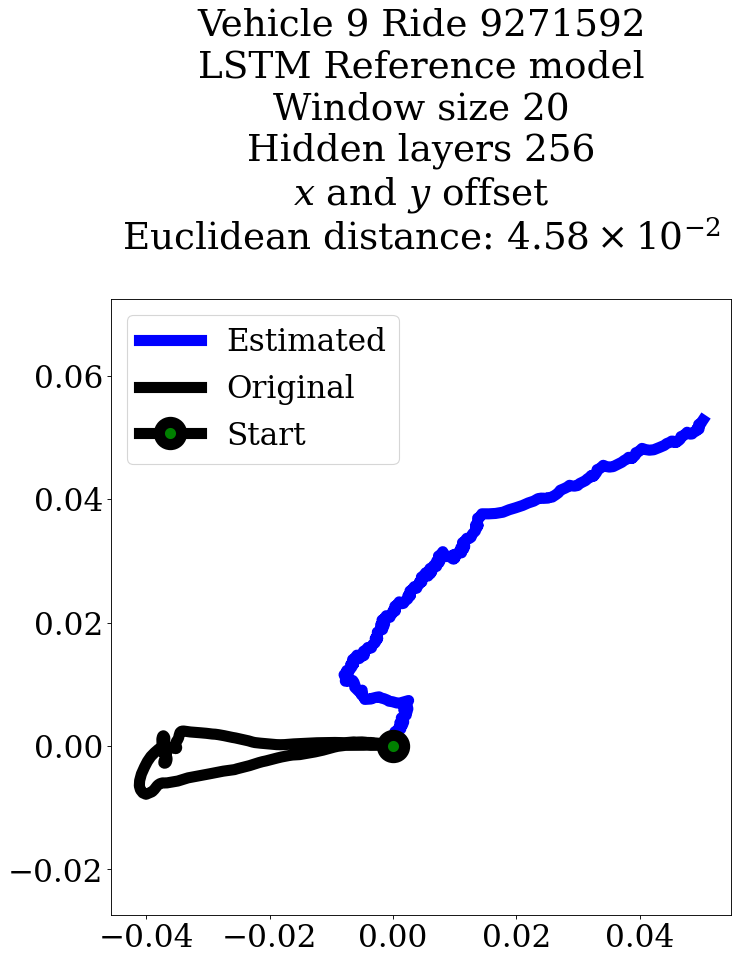 Vehicle 9 Ride 9271592
LSTM Reference model
Window size 20
Hidden layers 256
x and y offset
Euclidean distance: 4.58 × 10⁻²
Estimated
Original
Start
0.06
0.04
0.02
0.00
−0.02
−0.04 −0.02 0.00 0.02 0.04